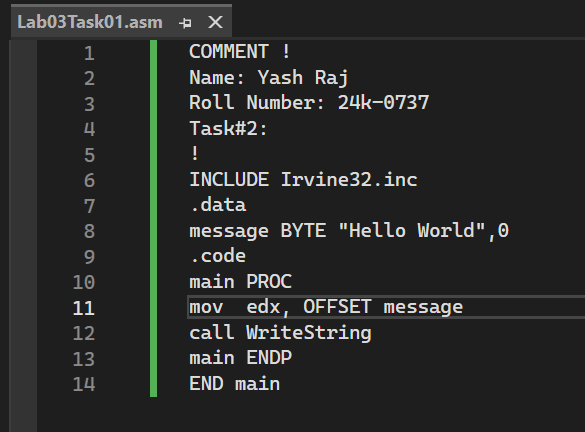 Lab03Task01.asm
1 COMMENT !
2 Name: Yash Raj
3 Roll Number: 24k-0737
4 Task#2:
5 !
6 INCLUDE Irvine32.inc
7 .data
8 message BYTE "Hello World",0
9 .code
10 main PROC
11 mov  edx, OFFSET message
12 call WriteString
13 main ENDP
14 END main